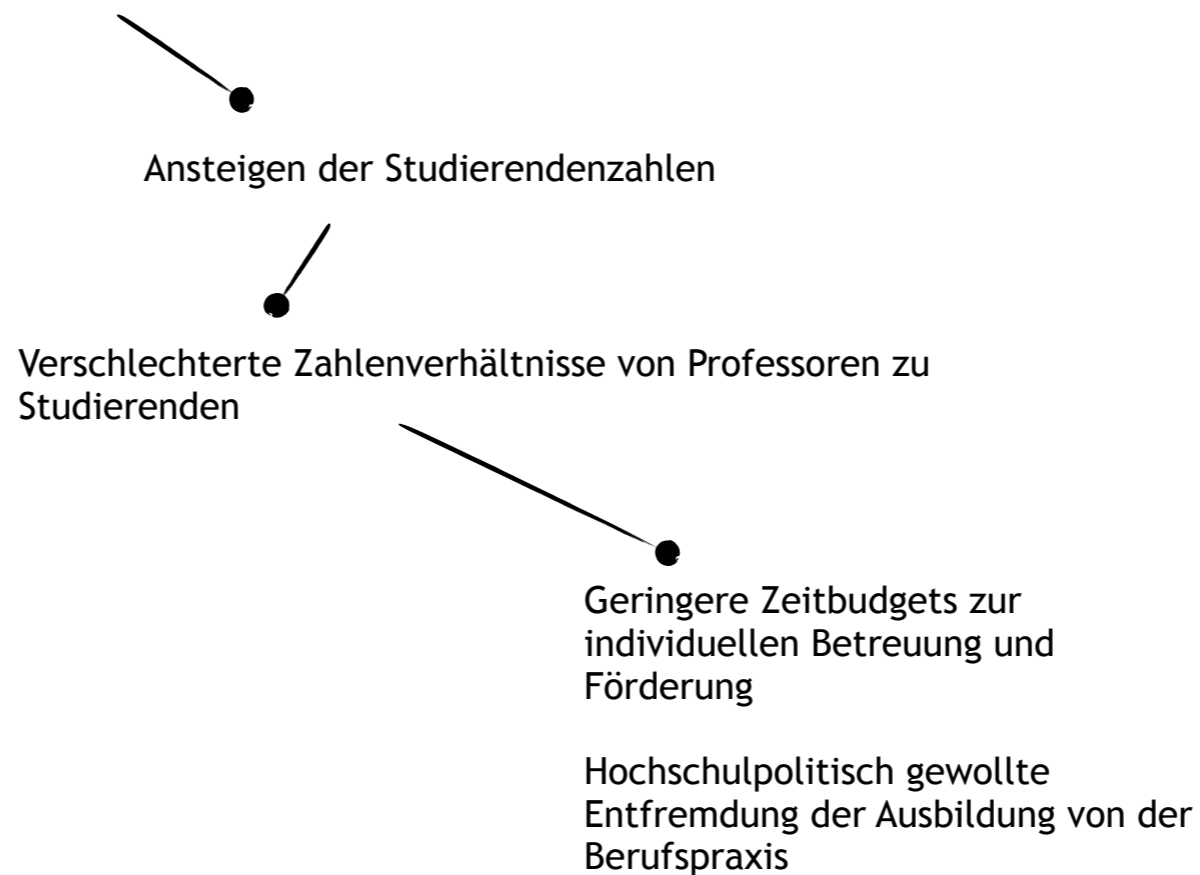 Ansteigen der Studierendenzahlen
Verschlechterte Zahlenverhältnisse von Professoren zu
Studierenden
Geringere Zeitbudgets zur
individuellen Betreuung und
Förderung
Hochschulpolitisch gewollte
Entfremdung der Ausbildung von der
Berufspraxis